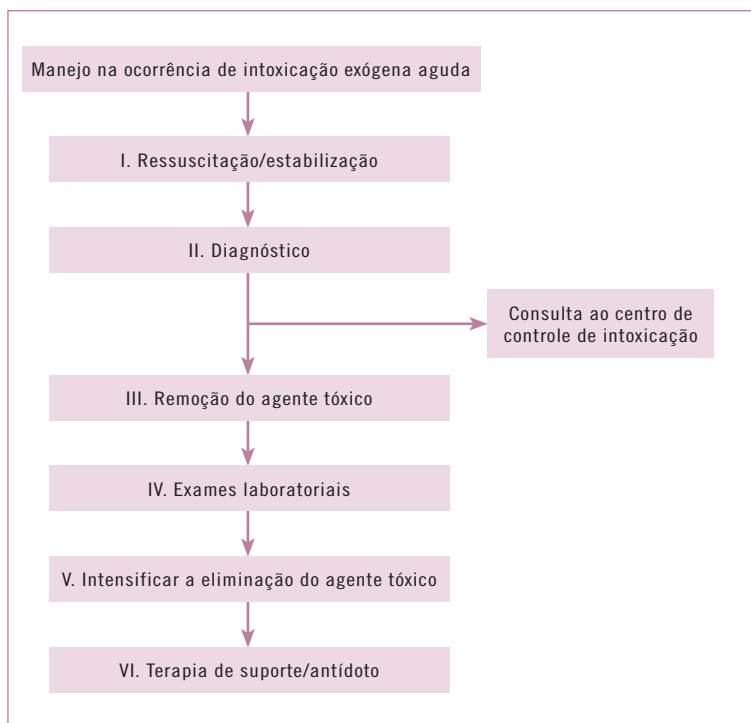 Manejo na ocorrência de intoxicação exógena aguda
I. Ressuscitação/estabilização
II. Diagnóstico
Consulta ao centro de
controle de intoxicação
III. Remoção do agente tóxico
IV. Exames laboratoriais
V. Intensificar a eliminação do agente tóxico
VI. Terapia de suporte/antídoto